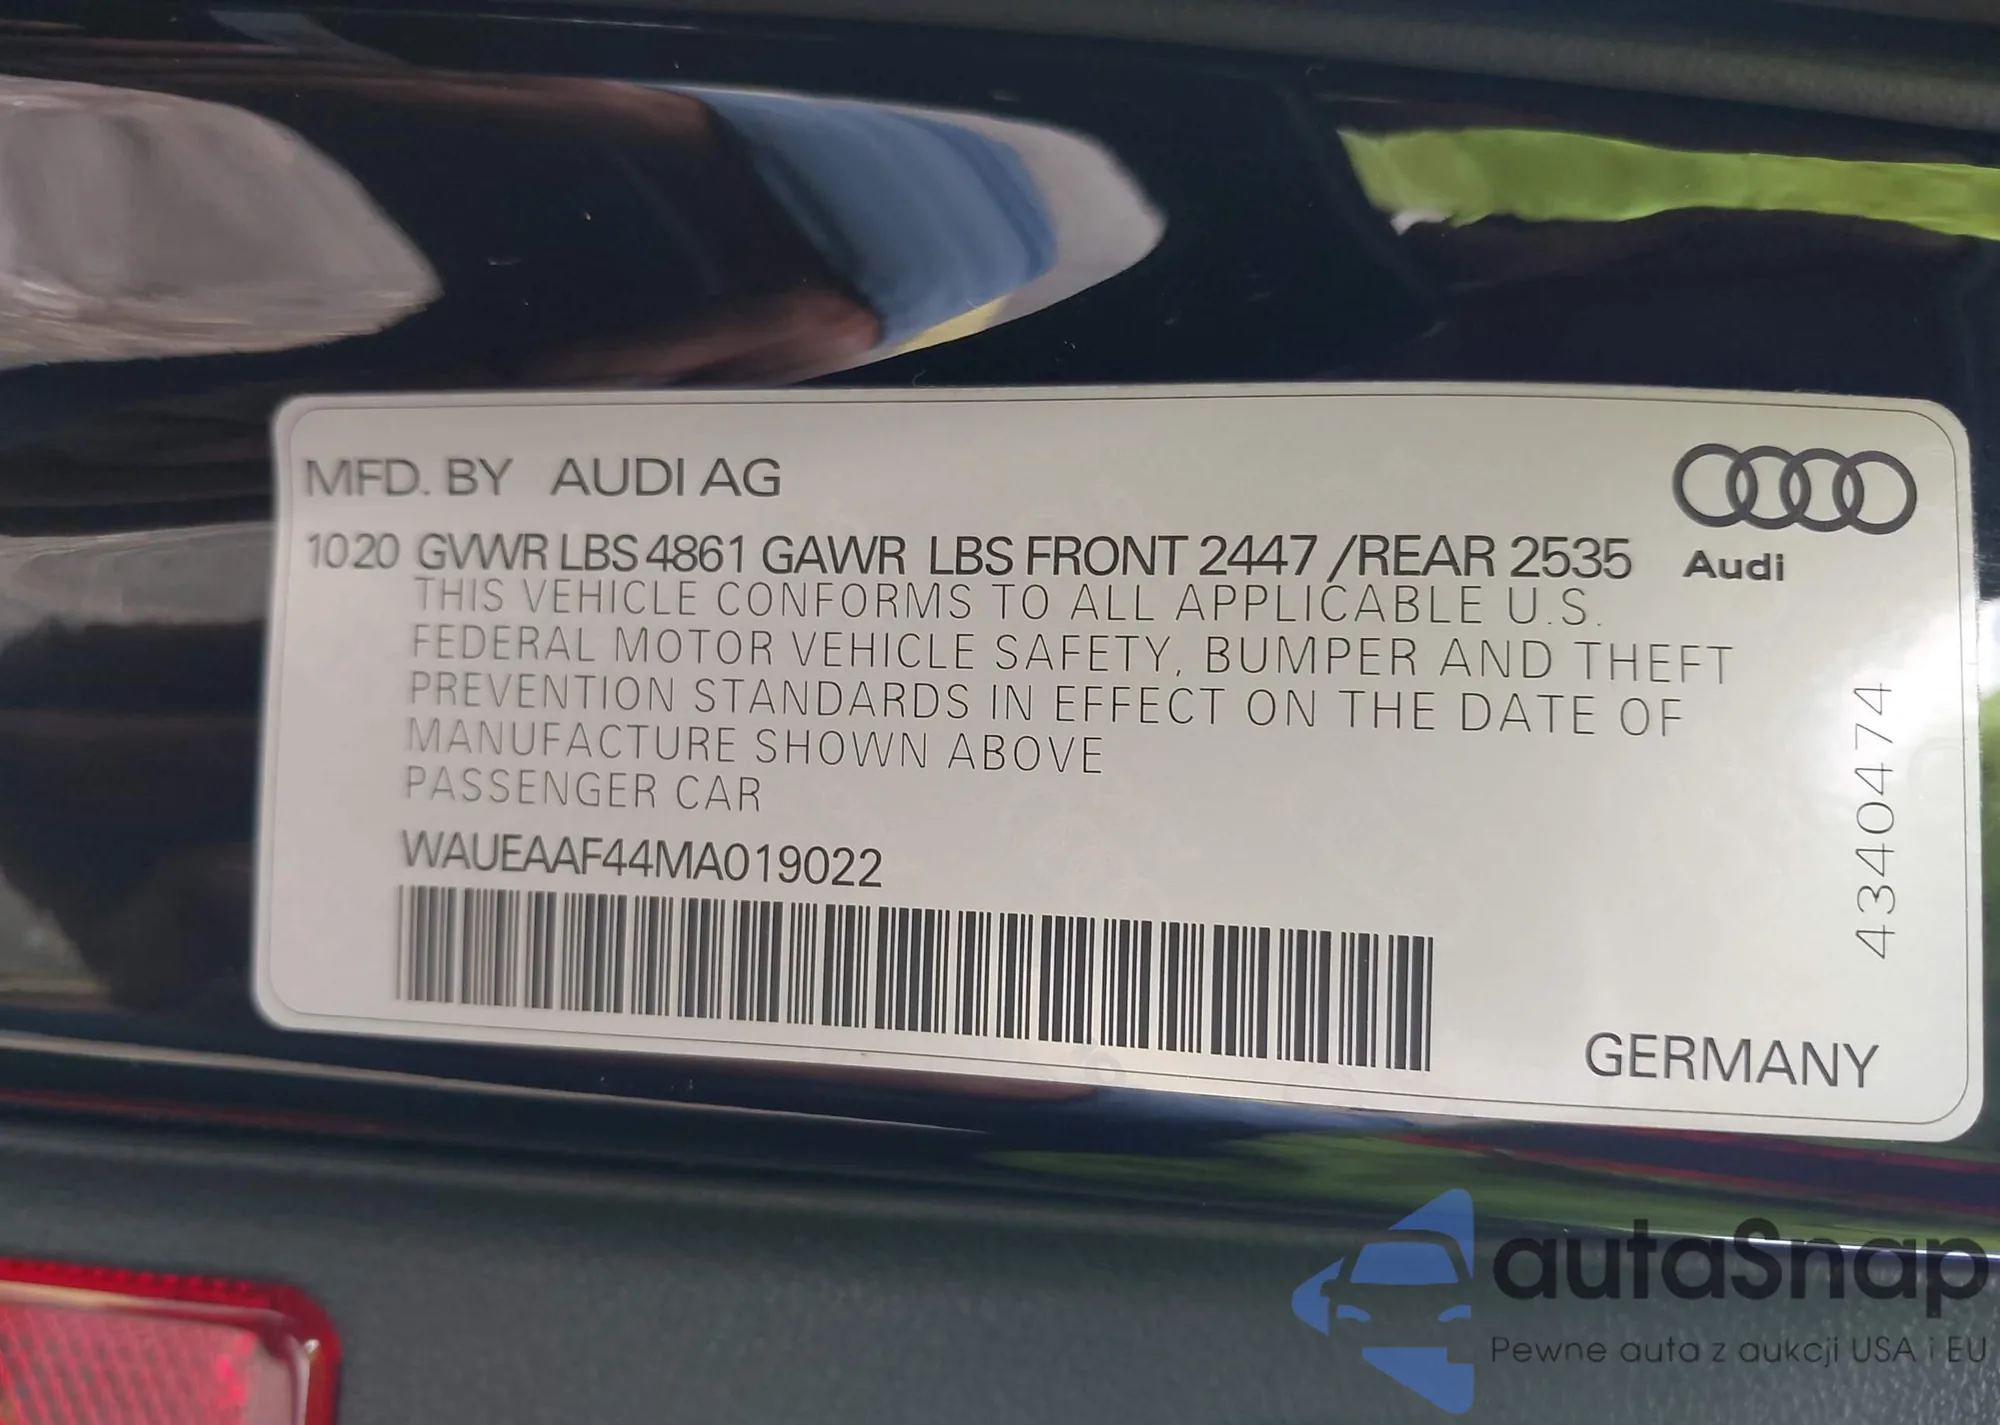 MFD. BY AUDI AG
1020 GVWR LBS 4861 GAWR LBS FRONT 2447 /REAR 2535
Audi
THIS VEHICLE CONFORMS TO ALL APPLICABLE U.S.
FEDERAL MOTOR VEHICLE SAFETY, BUMPER AND THEFT
PREVENTION STANDARDS IN EFFECT ON THE DATE OF
MANUFACTURE SHOWN ABOVE
PASSENGER CAR
WAUEAAF44MA019022
4340474
GERMANY
autaSnap
Pewne auta z aukcji USA i EU